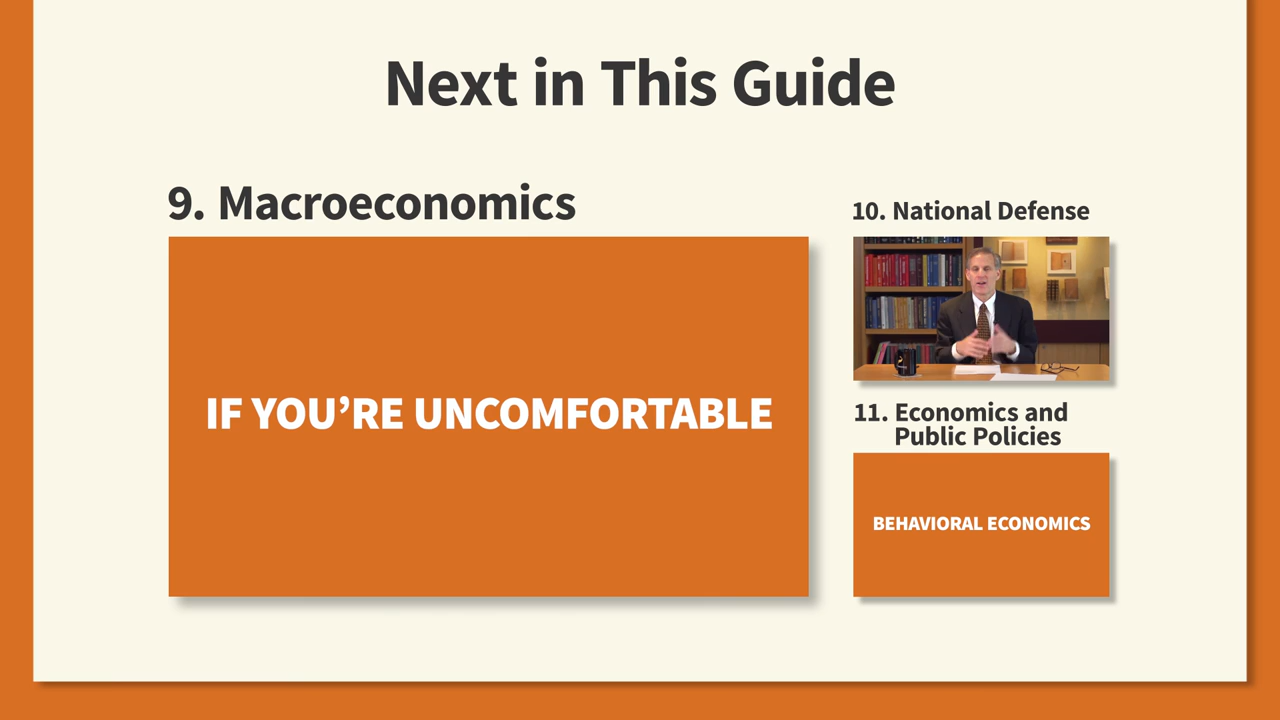 Next in This Guide
9. Macroeconomics
IF YOU’RE UNCOMFORTABLE
10. National Defense
11. Economics and
Public Policies
BEHAVIORAL ECONOMICS